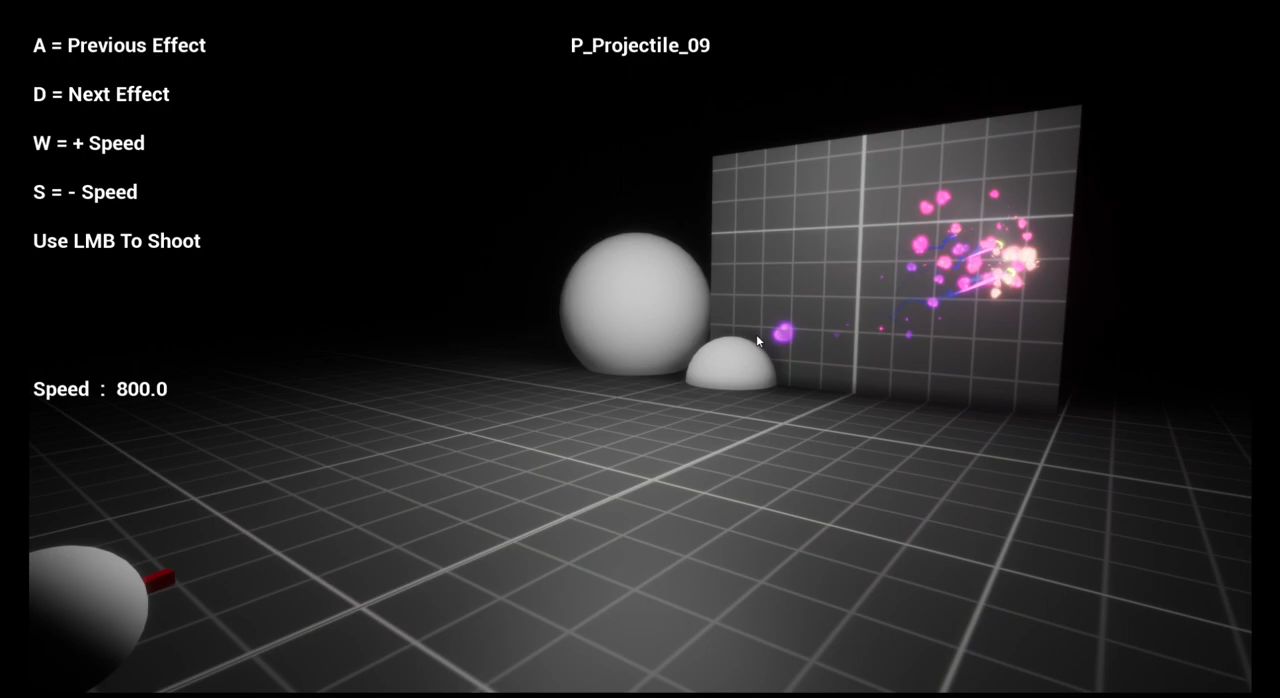 A = Previous Effect
P_Projectile_09
D = Next Effect
W = + Speed
S = - Speed
Use LMB To Shoot
Speed : 800.0